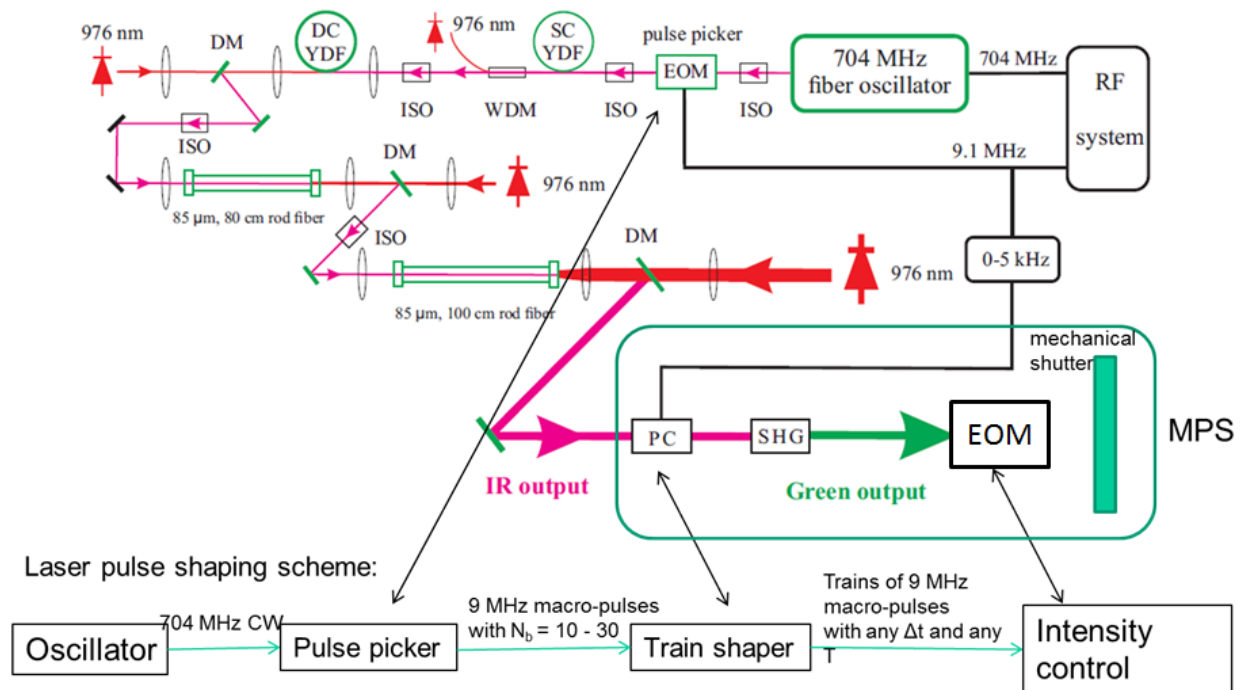 976 nm
DM
DC
YDF
976 nm
SC
YDF
pulse picker
EOM
704 MHz
fiber oscillator
704 MHz
RF
system
ISO
WDM
ISO
ISO
9.1 MHz
ISO
DM
976 nm
85 μm, 80 cm rod fiber
ISO
DM
976 nm
0-5 kHz
85 μm, 100 cm rod fiber
mechanical
shutter
PC
SHG
EOM
MPS
IR output
Green output
Laser pulse shaping scheme:
704 MHz CW
9 MHz macro-pulses
with Nb = 10 - 30
Trains of 9 MHz
macro-pulses
with any Δt and any
T
Oscillator
Pulse picker
Train shaper
Intensity
control